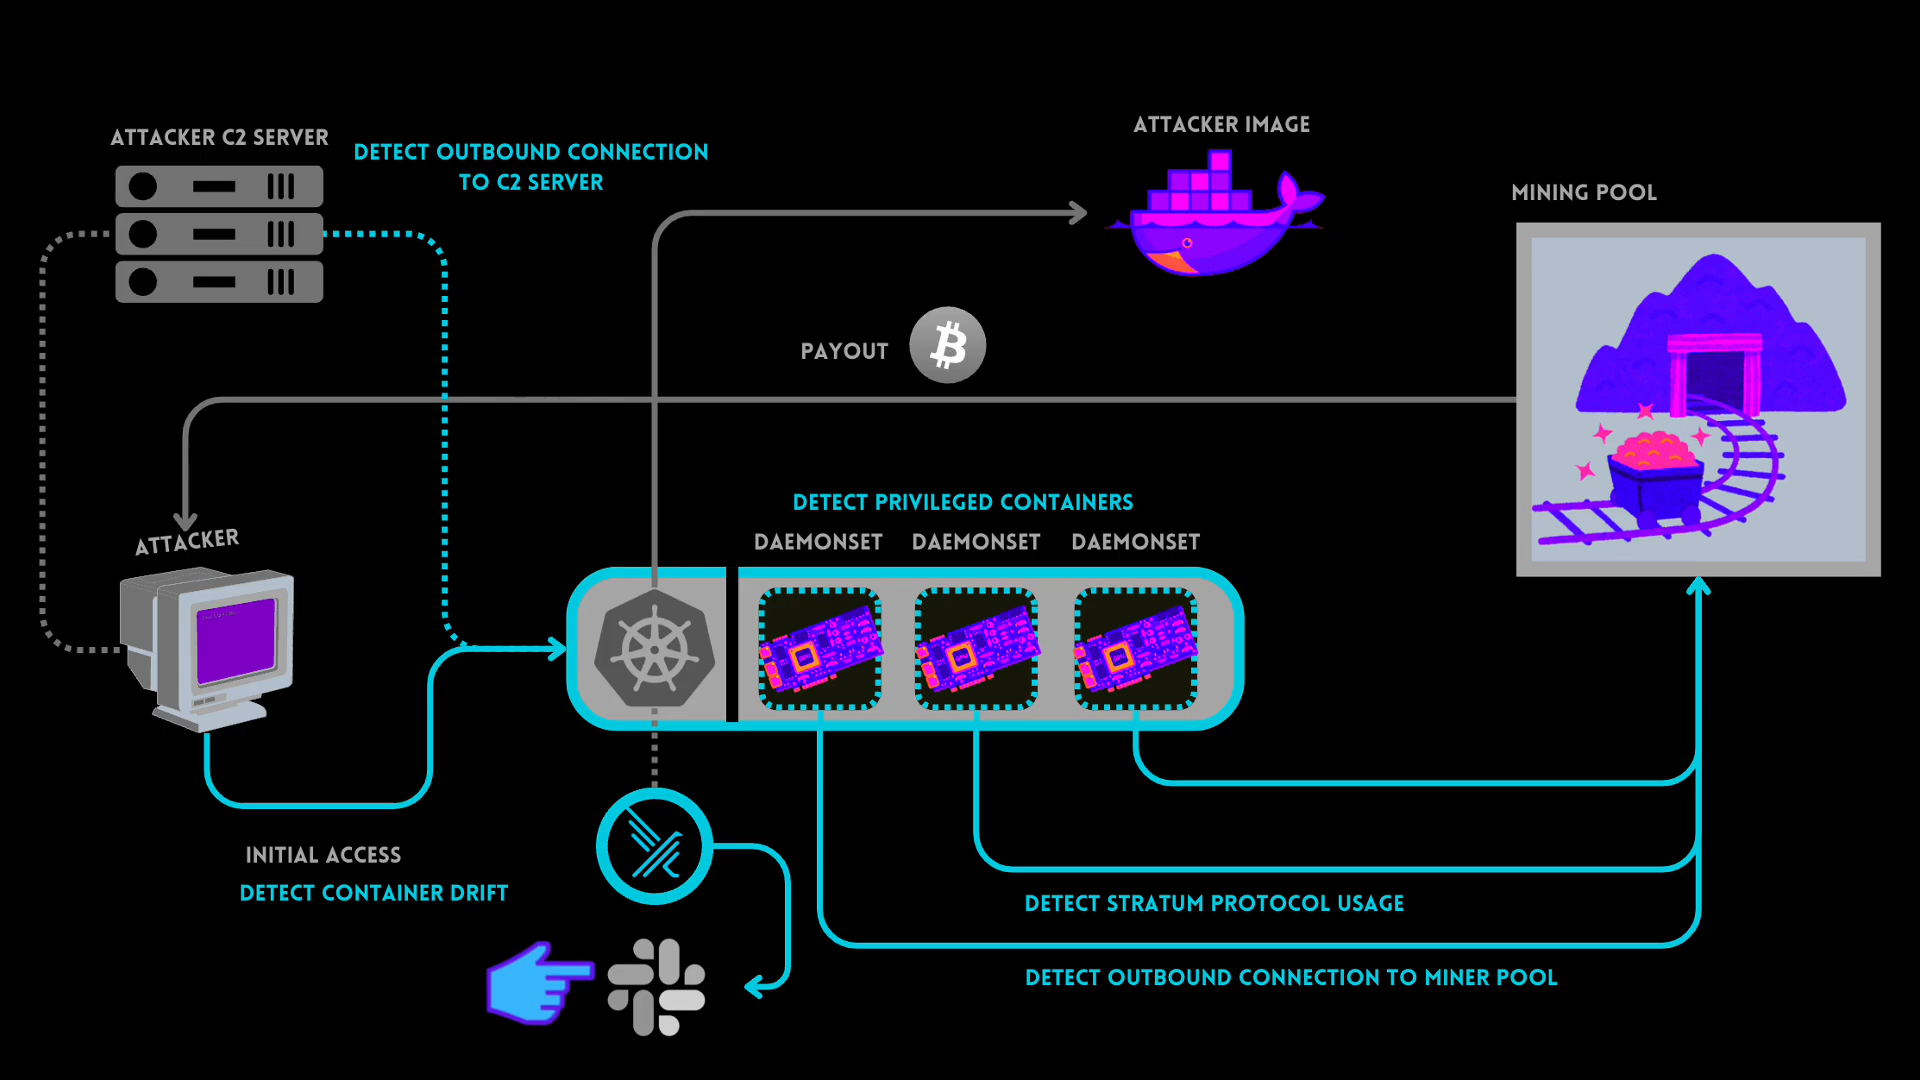 ATTACKER C2 SERVER
DETECT OUTBOUND CONNECTION
TO C2 SERVER
ATTACKER IMAGE
MINING POOL
PAYOUT
ATTACKER
DETECT PRIVILEGED CONTAINERS
DAEMONSET
DAEMONSET
DAEMONSET
INITIAL ACCESS
DETECT CONTAINER DRIFT
DETECT STRATUM PROTOCOL USAGE
DETECT OUTBOUND CONNECTION TO MINER POOL